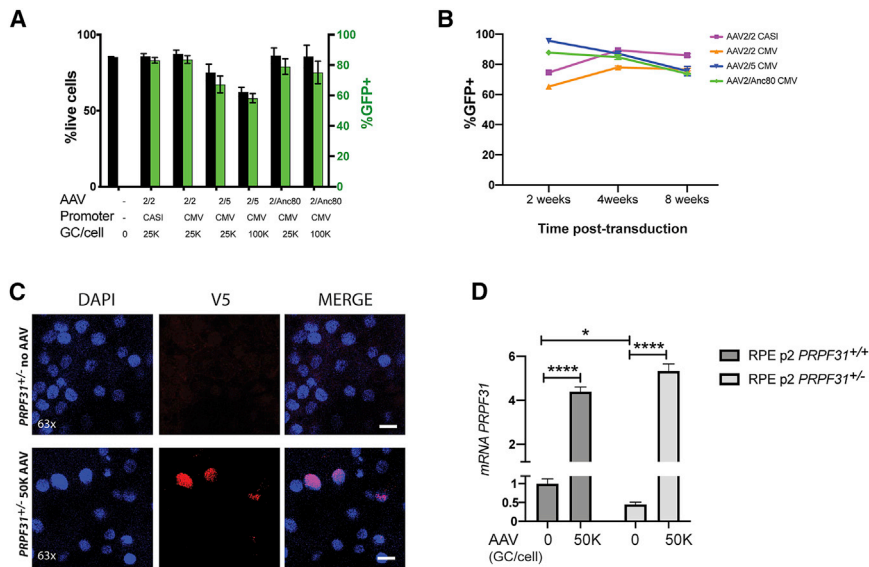 A
%live cells
100
50
0
100
80
60
40
20
0
%GFP+
AAV - 2/2 2/2 2/5 2/5 2/Anc80 2/Anc80
Promoter - CASI CMV CMV CMV CMV CMV
GC/cell 0 25K 25K 25K 100K 25K 100K
B
%GFP+
100
80
60
40
20
0
2 weeks 4weeks 8 weeks
Time post-transduction
AAV2/2 CASI
AAV2/2 CMV
AAV2/5 CMV
AAV2/Anc80 CMV
C
DAPI V5 MERGE
PRPF31+/- no AAV
63x
PRPF31+/- 50K AAV
63x
D
mRNA PRPF31
6
4
2
1
0.5
0
*
**** ****
AAV 0 50K 0 50K
(GC/cell)
RPE p2 PRPF31+/+
RPE p2 PRPF31+/-